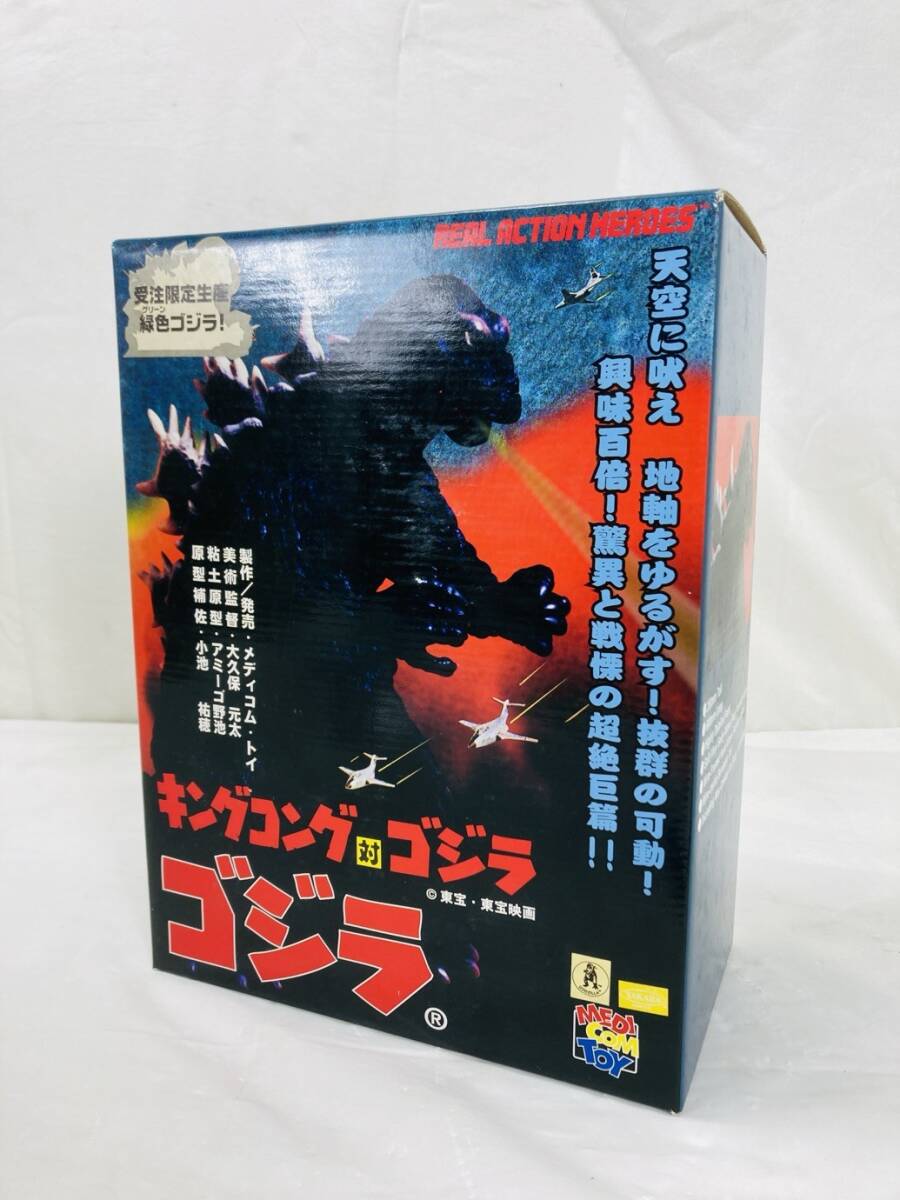 REAL ACTION HEROES™
受注限定生産
グリーン
緑色ゴジラ!
天空に吠え 地軸をゆるがす!抜群の可動!
興味百倍!驚異と戦慄の超絶巨篇!!
製作/発売・メディコム・トイ
美術監督・大久保 元太
粘土原型・アミーゴ野池
原型補佐・小池 祐穂
キングコング対ゴジラ
©東宝・東宝映画
ゴジラ®
GODZILLA
TAKARA
MEDI
COM
TOY